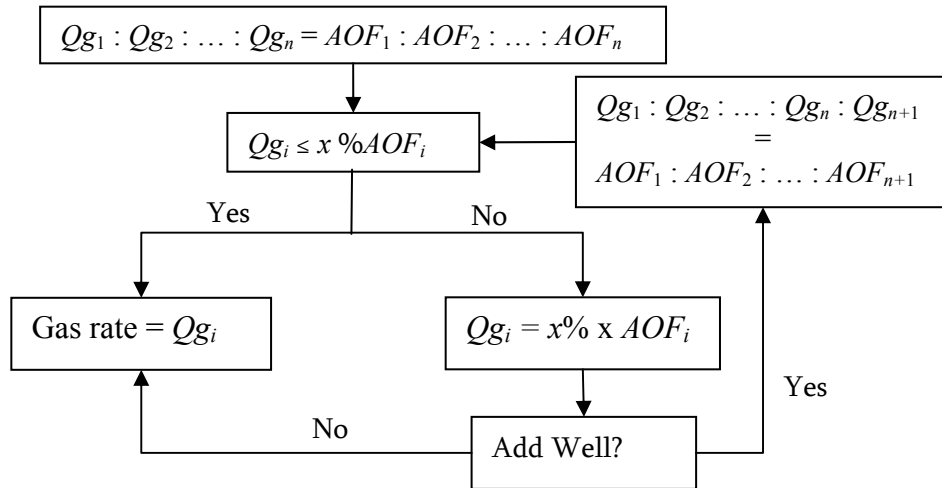 Qg₁ : Qg₂ : … : Qgₙ = AOF₁ : AOF₂ : … : AOFₙ
Qgᵢ ≤ x %AOFᵢ
Qg₁ : Qg₂ : … : Qgₙ : Qgₙ₊₁
=
AOF₁ : AOF₂ : … : AOFₙ₊₁
Yes
No
Gas rate = Qgᵢ
Qgᵢ = x% x AOFᵢ
Yes
No
Add Well?